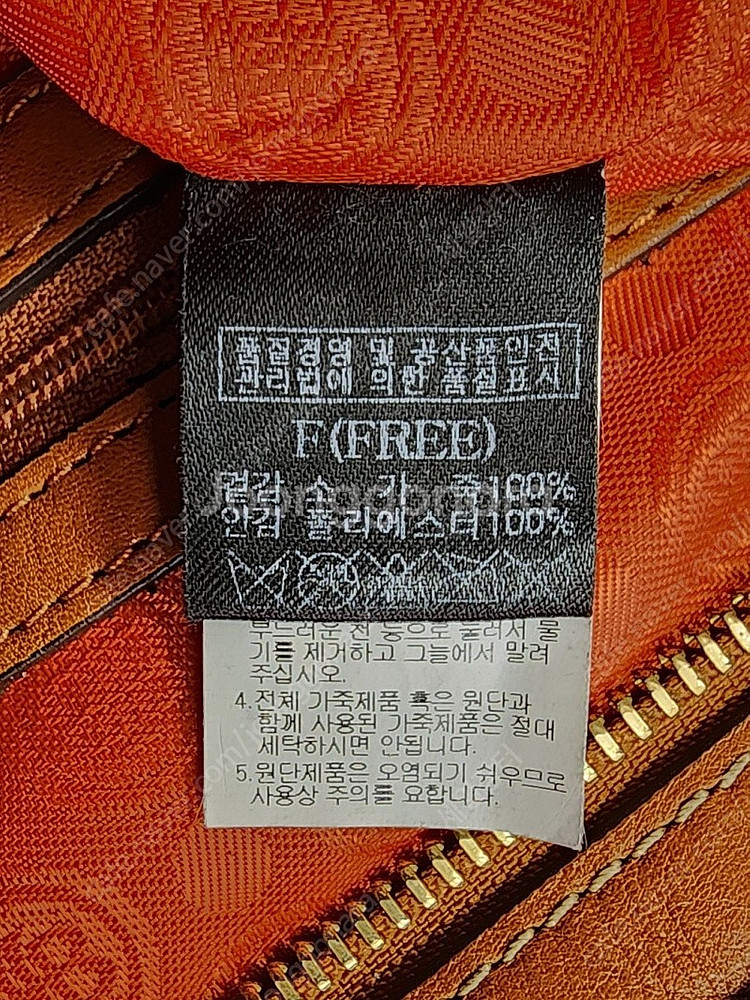 품질경영 및 공산품안전
관리법에 의한 품질표시
F(FREE)
겉감 소 가 죽100%
안감 폴리에스터100%
부드러운 천 등으로 눌러서 물
기를 제거하고 그늘에서 말려
주십시오.
4.전체 가죽제품 혹은 원단과
함께 사용된 가죽제품은 절대
세탁하시면 안됩니다.
5.원단제품은 오염되기 쉬우므로
사용상 주의를 요합니다.